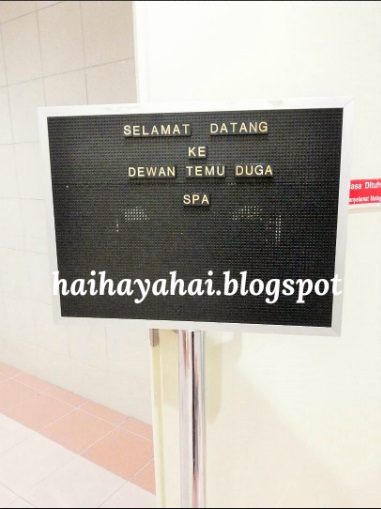 SELAMAT DATANG
KE
DEWAN TEMU DUGA
SPA
haihayahai.blogspot